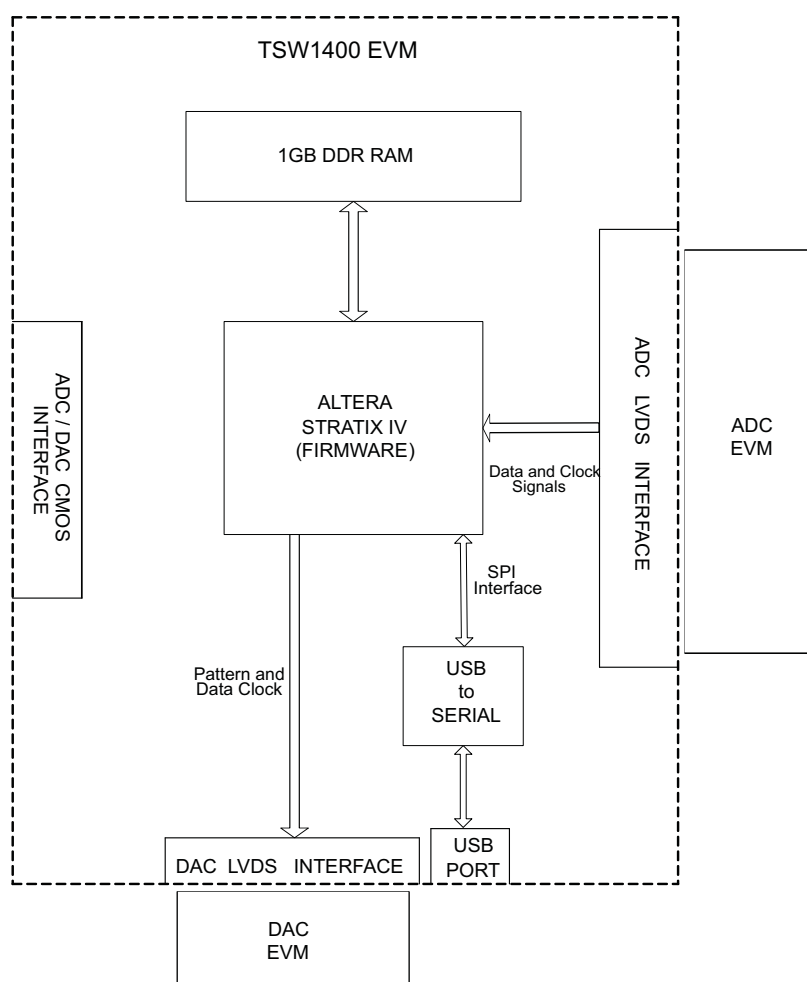 TSW1400 EVM
1GB DDR RAM
ADC / DAC CMOS
INTERFACE
ALTERA
STRATIX IV
(FIRMWARE)
Data and Clock
Signals
ADC LVDS INTERFACE
ADC
EVM
SPI
Interface
Pattern and
Data Clock
USB
to
SERIAL
DAC LVDS INTERFACE
USB
PORT
DAC
EVM